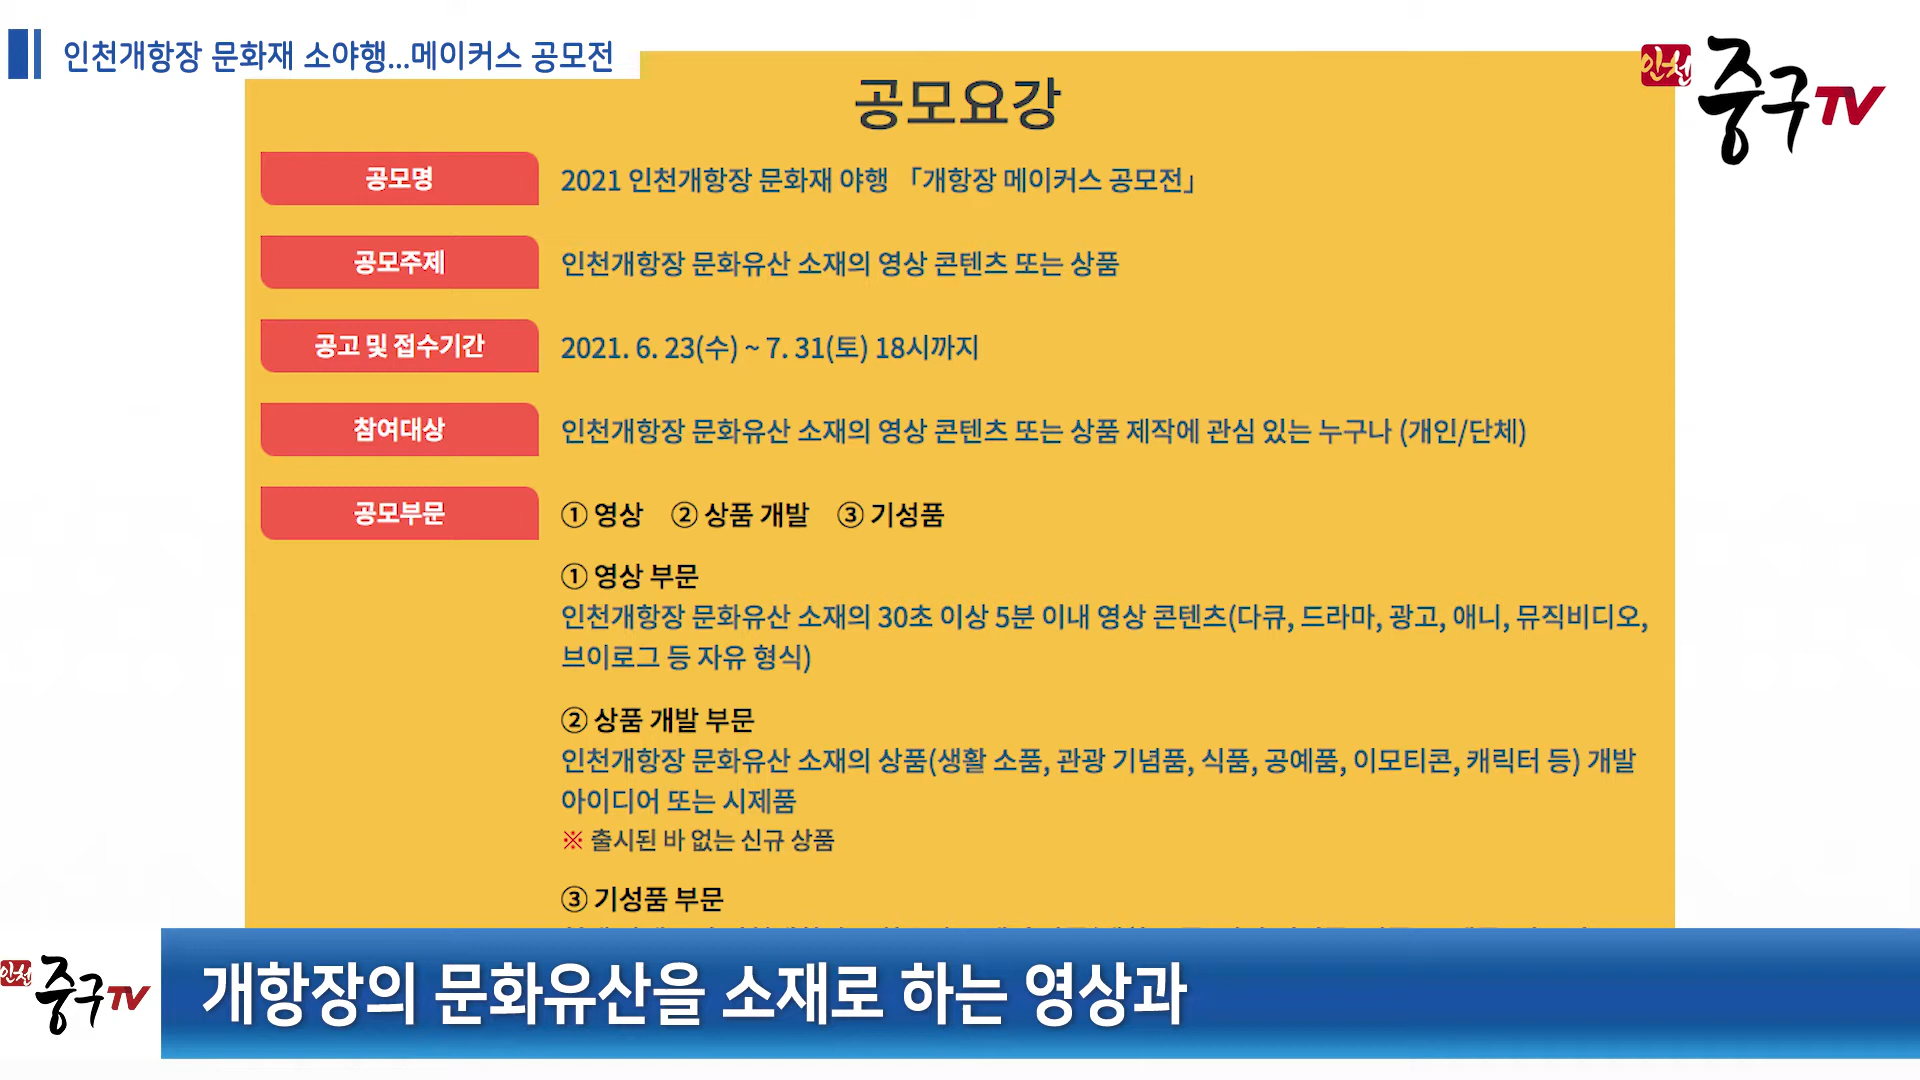 인천개항장 문화재 소야행...메이커스 공모전
인천 중구TV
공모요강
공모명
2021 인천개항장 문화재 야행 「개항장 메이커스 공모전」
공모주제
인천개항장 문화유산 소재의 영상 콘텐츠 또는 상품
공고 및 접수기간
2021. 6. 23(수) ~ 7. 31(토) 18시까지
참여대상
인천개항장 문화유산 소재의 영상 콘텐츠 또는 상품 제작에 관심 있는 누구나 (개인/단체)
공모부문
① 영상 ② 상품 개발 ③ 기성품
① 영상 부문
인천개항장 문화유산 소재의 30초 이상 5분 이내 영상 콘텐츠(다큐, 드라마, 광고, 애니, 뮤직비디오,
브이로그 등 자유 형식)
② 상품 개발 부문
인천개항장 문화유산 소재의 상품(생활 소품, 관광 기념품, 식품, 공예품, 이모티콘, 캐릭터 등) 개발
아이디어 또는 시제품
※ 출시된 바 없는 신규 상품
③ 기성품 부문
인천 중구TV
개항장의 문화유산을 소재로 하는 영상과